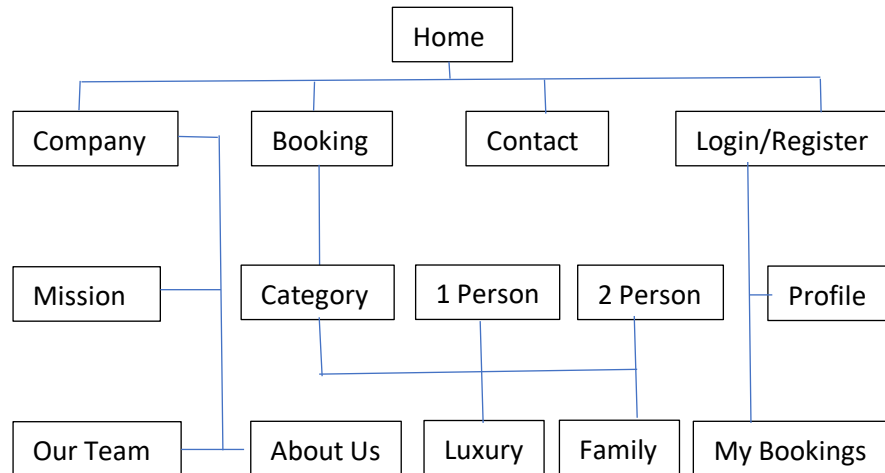 Home
Company
Booking
Contact
Login/Register
Mission
Category
1 Person
2 Person
Profile
Our Team
About Us
Luxury
Family
My Bookings